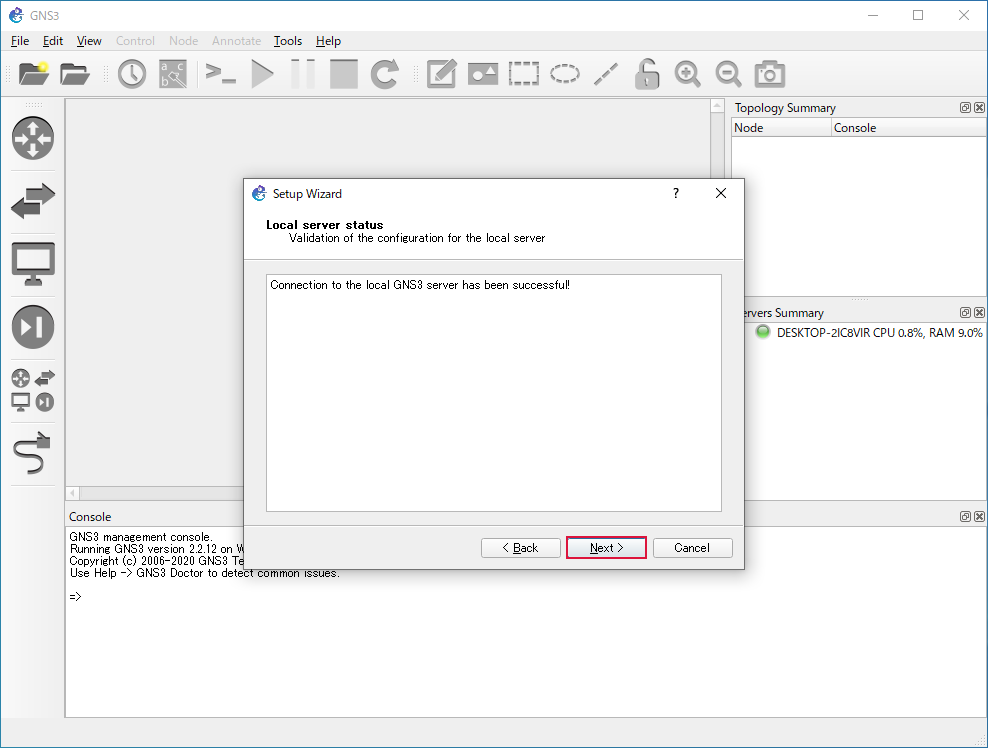 GNS3
File Edit View Control Node Annotate Tools Help
a c
Topology Summary
Node Console
Setup Wizard
?
Local server status
Validation of the configuration for the local server
Connection to the local GNS3 server has been successful!
ervers Summary
DESKTOP-2IC8VIR CPU 0.8%, RAM 9.0%
< Back Next > Cancel
Console
GNS3 management console.
Running GNS3 version 2.2.12 on W
Copyright (c) 2006-2020 GNS3 Te
Use Help -> GNS3 Doctor to detect common issues.
=>